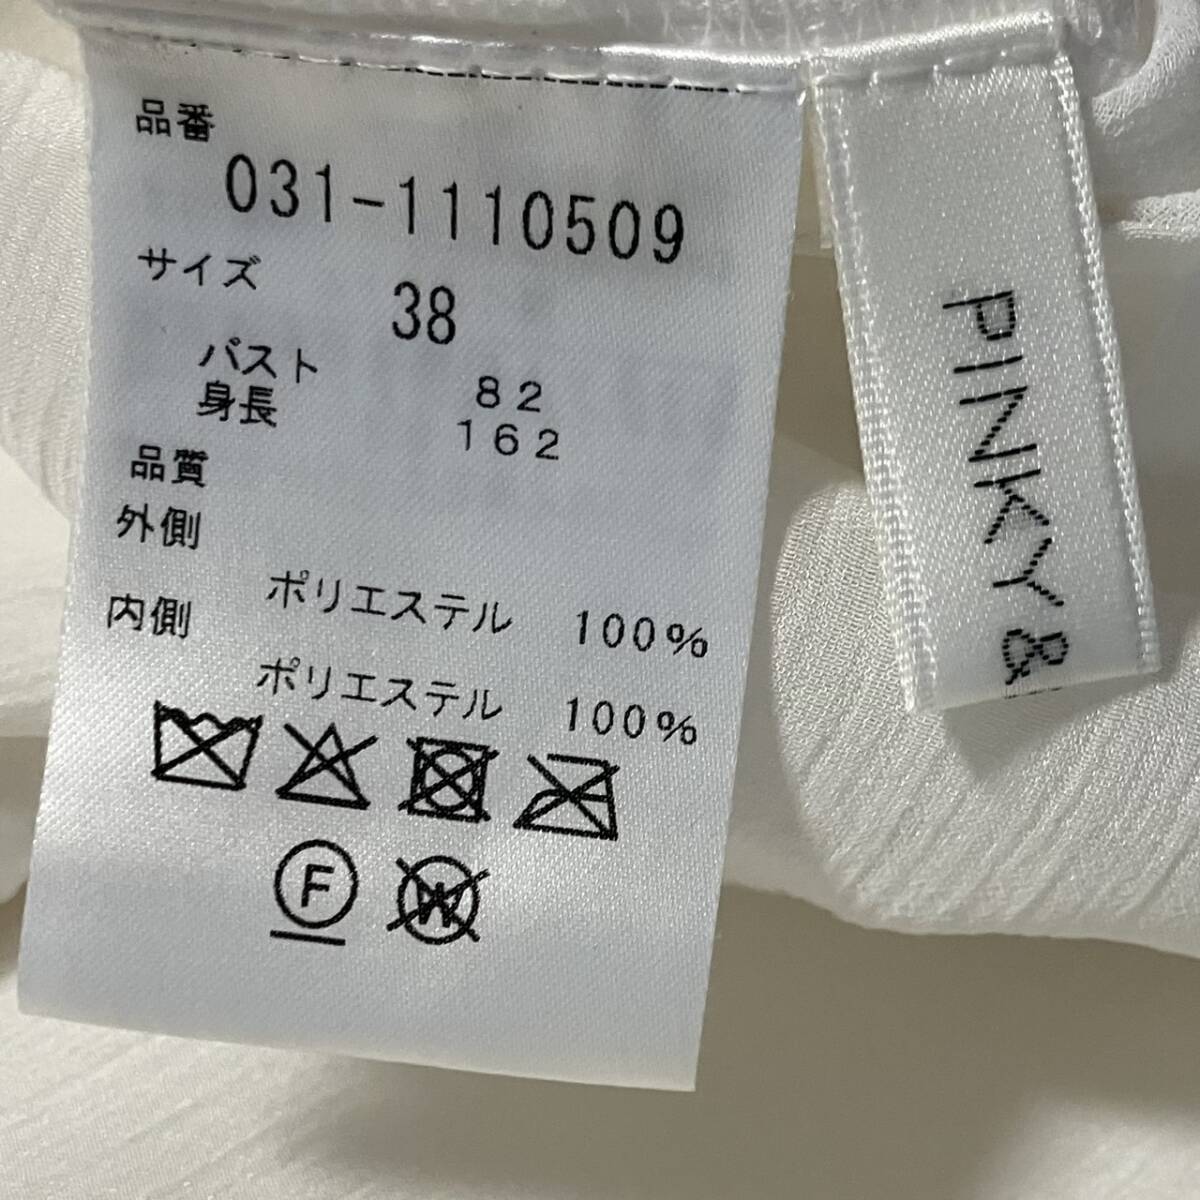 品番
031-1110509
サイズ
38
バスト 82
身長 162
品質
外側
ポリエステル 100%
内側
ポリエステル 100%
F
W
PINKY&